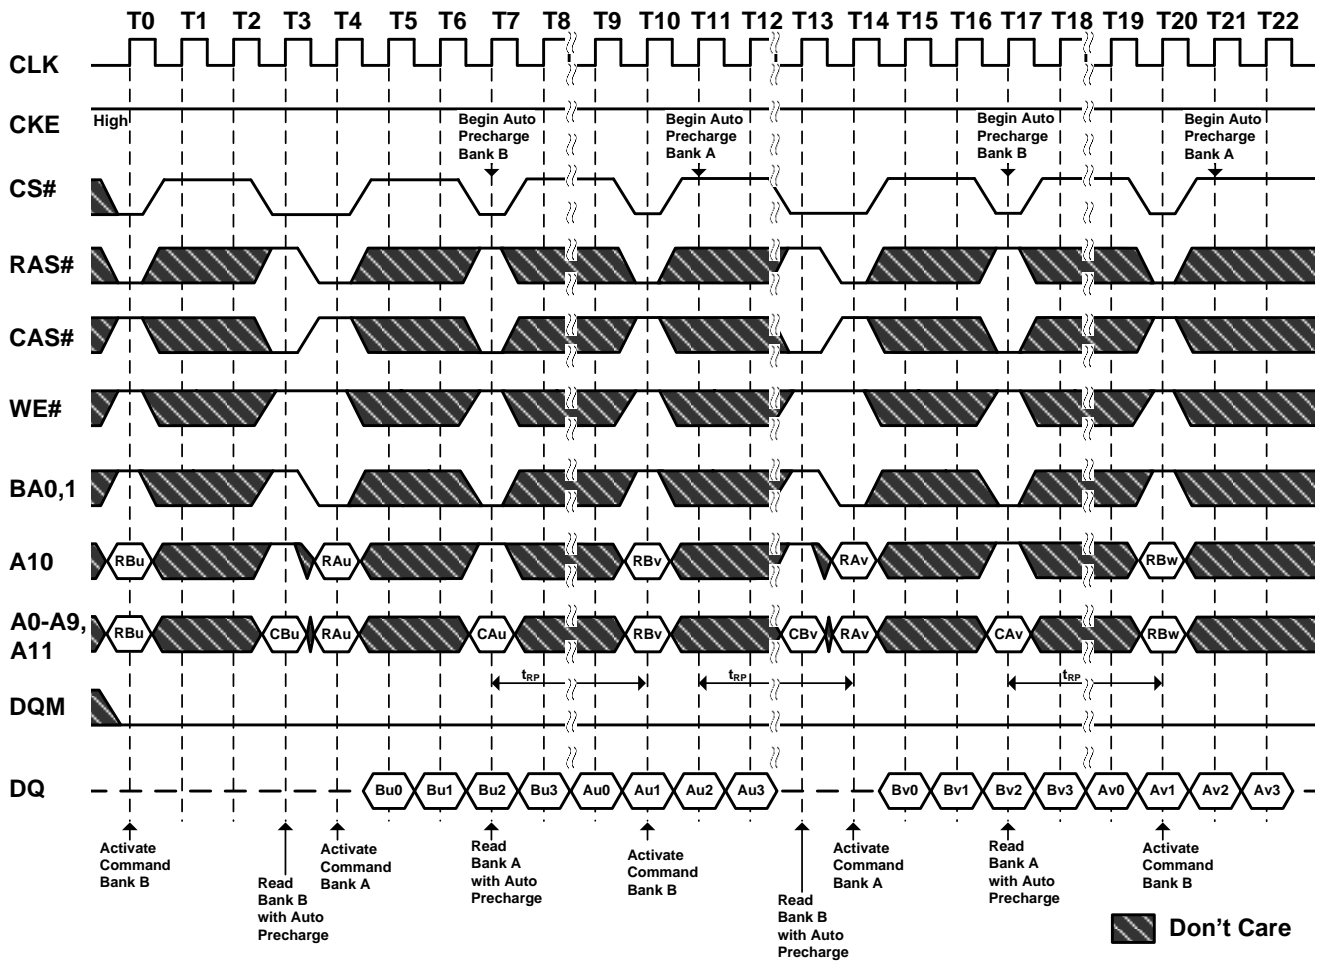 T0 T1 T2 T3 T4 T5 T6 T7 T8 T9 T10 T11 T12 T13 T14 T15 T16 T17 T18 T19 T20 T21 T22
CLK
CKE
High
Begin Auto
Precharge
Bank B
Begin Auto
Precharge
Bank A
Begin Auto
Precharge
Bank B
Begin Auto
Precharge
Bank A
CS#
RAS#
CAS#
WE#
BA0,1
A10
RBu RAu RBv RAv RBw
A0-A9,
A11
RBu CBu RAu CAu RBv CBv RAv CAv RBw
tRP tRP tRP
DQM
DQ
Bu0 Bu1 Bu2 Bu3 Au0 Au1 Au2 Au3 Bv0 Bv1 Bv2 Bv3 Av0 Av1 Av2 Av3
Activate
Command
Bank B
Read
Bank B
with Auto
Precharge
Activate
Command
Bank A
Read
Bank A
with Auto
Precharge
Activate
Command
Bank B
Read
Bank B
with Auto
Precharge
Activate
Command
Bank A
Read
Bank A
with Auto
Precharge
Activate
Command
Bank B
Don't Care